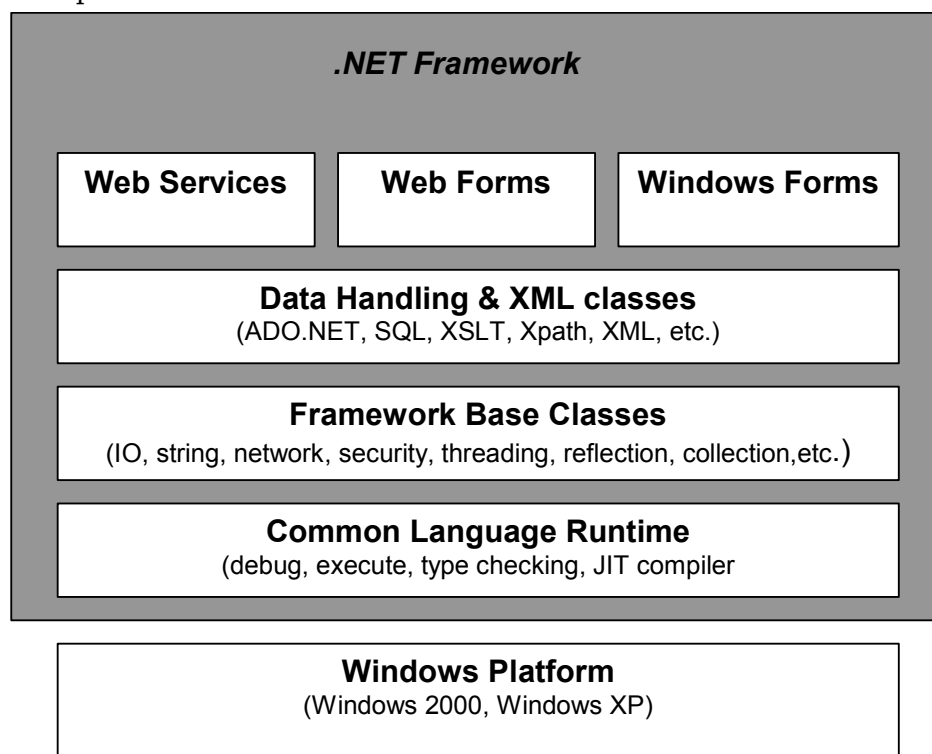 .NET Framework
Web Services
Web Forms
Windows Forms
Data Handling & XML classes
(ADO.NET, SQL, XSLT, Xpath, XML, etc.)
Framework Base Classes
(IO, string, network, security, threading, reflection, collection,etc.)
Common Language Runtime
(debug, execute, type checking, JIT compiler
Windows Platform
(Windows 2000, Windows XP)